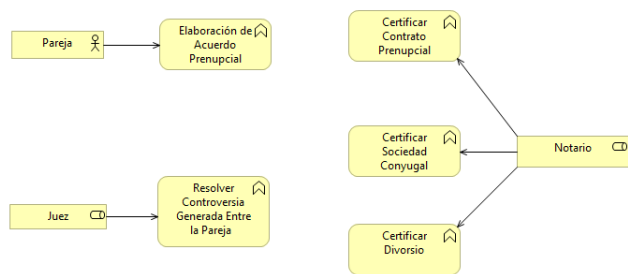 Pareja
Elaboración de
Acuerdo
Prenupcial
Certificar
Contrato
Prenupcial
Certificar
Sociedad
Conyugal
Notario
Juez
Resolver
Controversia
Generada Entre
la Pareja
Certificar
Divorsio